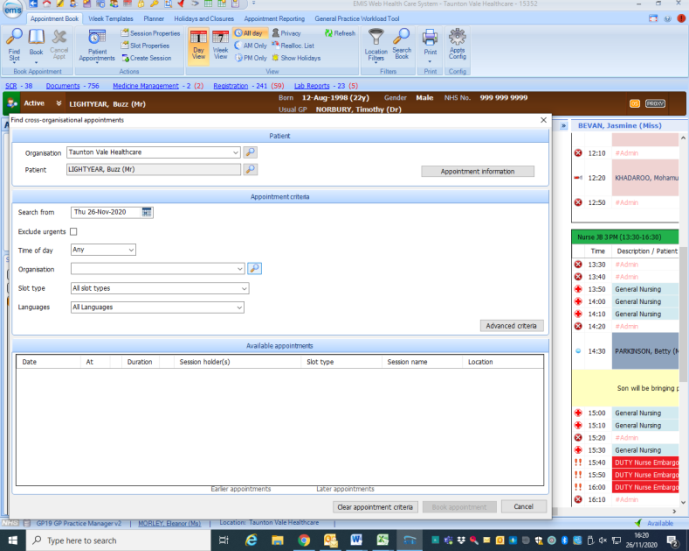 EMIS Web Health Care System - Taunton Vale Healthcare - 15352
emis
Appointment Book Week Templates Planner Holidays and Closures Appointment Reporting General Practice Workload Tool
Find Slot Book Cancel Appt Patient Appointments Session Properties Slot Properties Create Session
Day View Week View All day AM Only PM Only Privacy Realloc. List Show Holidays Refresh
Location Filters Search Book Print Appts Config
Book Appointment Actions View Filters Print Config
SCR - 38 Documents - 756 Medicine Management - 2 (2) Registration - 241 (59) Lab Reports - 23 (5)
Active LIGHTYEAR, Buzz (Mr) Born 12-Aug-1998 (22y) Gender Male NHS No. 999 999 9999
Usual GP NORBURY, Timothy (Dr)
PROXY
Find cross-organisational appointments
Patient
Organisation Taunton Vale Healthcare
Patient LIGHTYEAR, Buzz (Mr)
Appointment information
Appointment criteria
Search from Thu 26-Nov-2020
Exclude urgents
Time of day Any
Organisation
Slot type All slot types
Languages All Languages
Advanced criteria
Available appointments
Date At Duration Session holder(s) Slot type Session name Location
Earlier appointments Later appointments
Clear appointment criteria Book appointment Cancel
BEVAN, Jasmine (Miss)
12:10 #Admin
12:20 KHADAROO, Mohamu
12:50 #Admin
Nurse JB 3 PM (13:30-16:30)
Time Description / Patient
13:30 #Admin
13:40 #Admin
13:50 General Nursing
14:00 General Nursing
14:10 General Nursing
14:20 #Admin
14:30 PARKINSON, Betty (M
Son will be bringing p
15:00 General Nursing
15:10 General Nursing
15:20 #Admin
15:30 General Nursing
15:40 DUTY Nurse Embargo
15:50 DUTY Nurse Embargo
16:00 DUTY Nurse Embargo
16:10 #Admin
NHS GP19 GP Practice Manager v2 MORLEY, Eleanor (Ms) Location: Taunton Vale Healthcare Available
Type here to search
16:20
26/11/2020